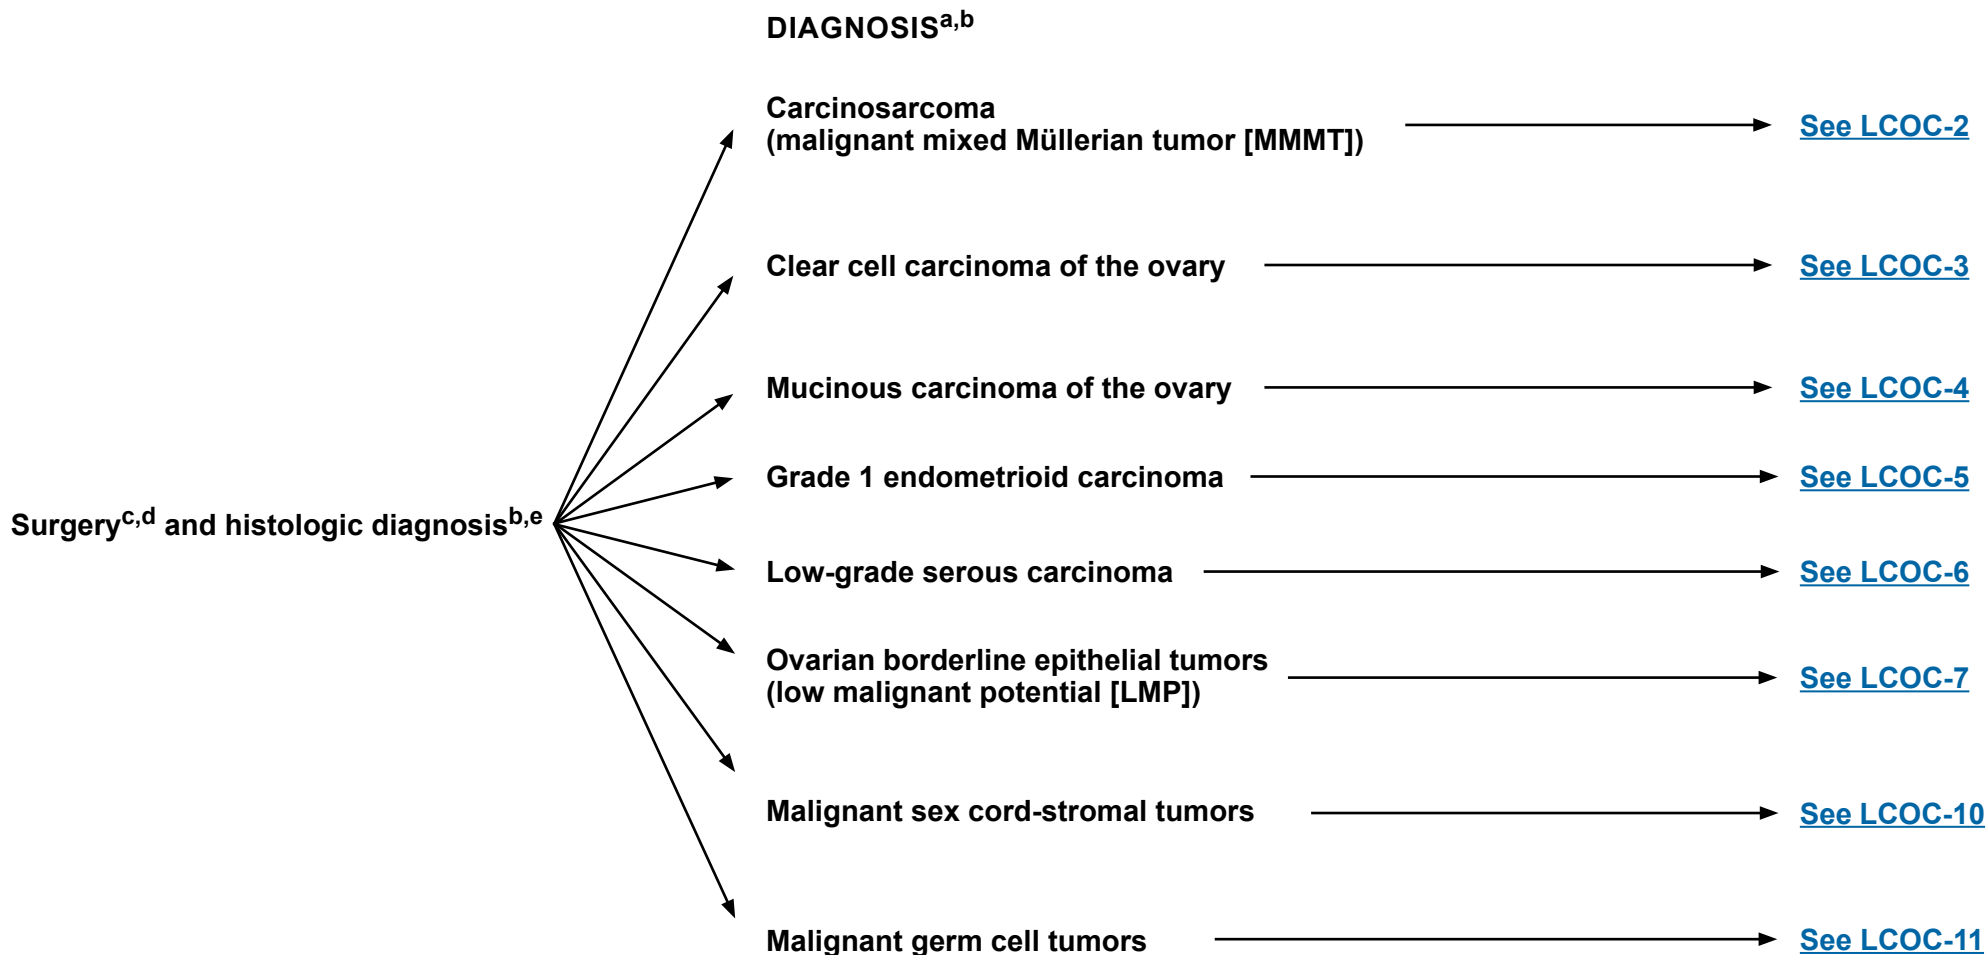 DIAGNOSISa,b
Carcinosarcoma
(malignant mixed Müllerian tumor [MMMT])
See LCOC-2
Clear cell carcinoma of the ovary
See LCOC-3
Mucinous carcinoma of the ovary
See LCOC-4
Grade 1 endometrioid carcinoma
See LCOC-5
Surgeryc,d and histologic diagnosisb,e
Low-grade serous carcinoma
See LCOC-6
Ovarian borderline epithelial tumors
(low malignant potential [LMP])
See LCOC-7
Malignant sex cord-stromal tumors
See LCOC-10
Malignant germ cell tumors
See LCOC-11